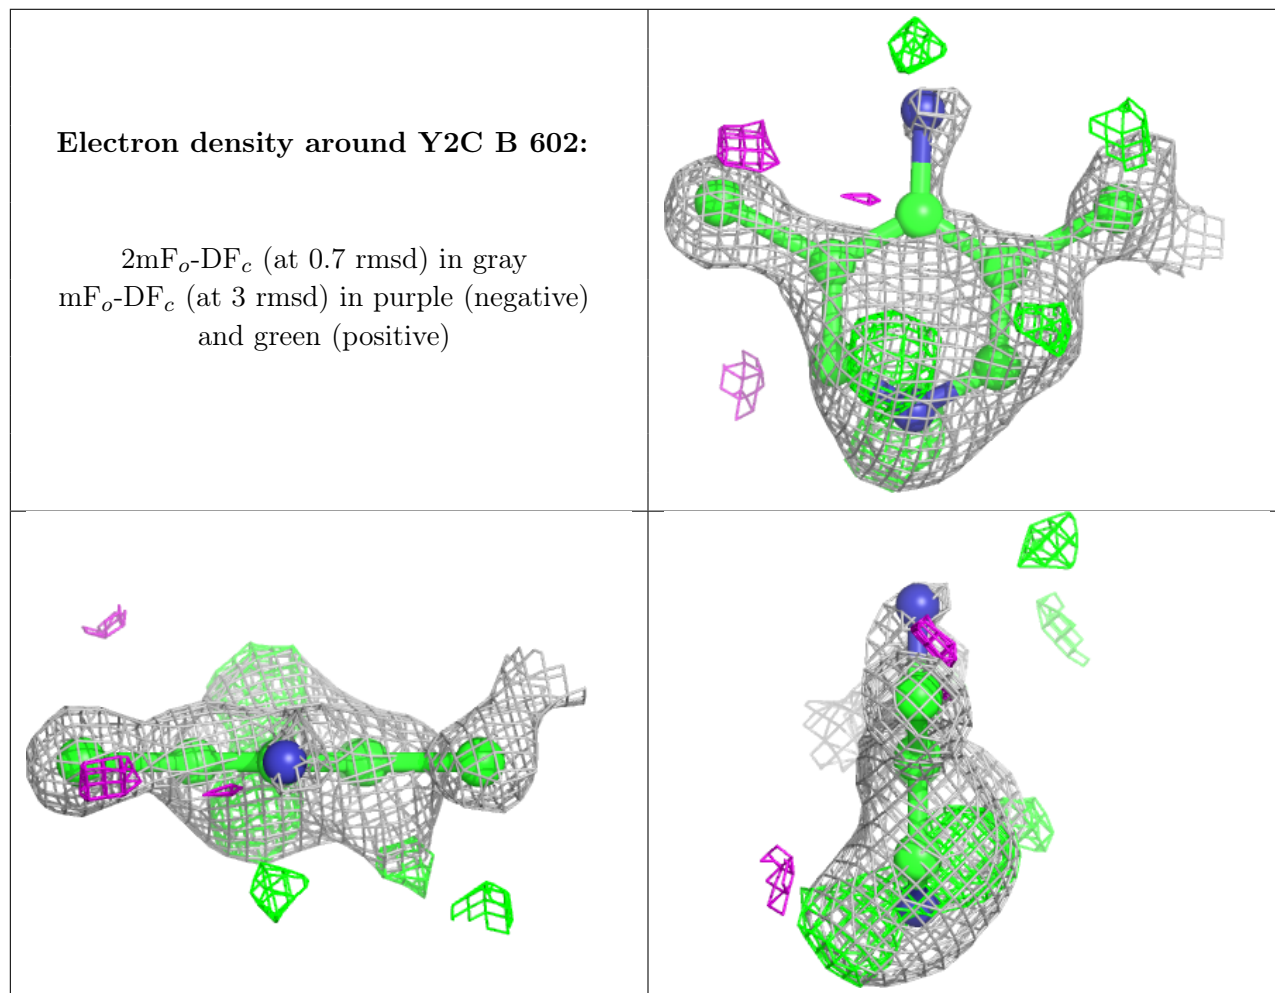 Electron density around Y2C B 602:
2mFo-DFc (at 0.7 rmsd) in gray
mFo-DFc (at 3 rmsd) in purple (negative)
and green (positive)